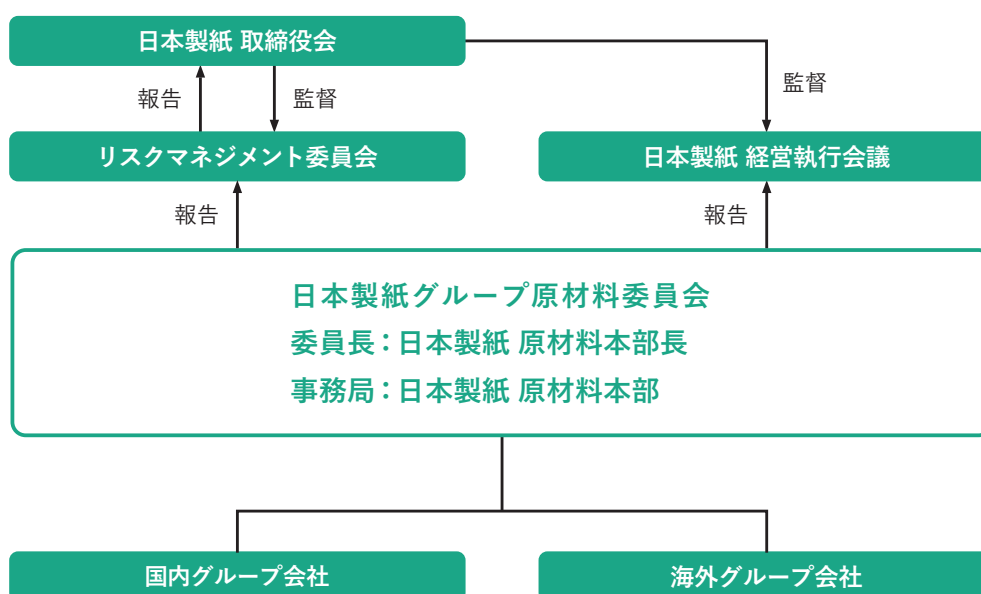 日本製紙 取締役会
報告
監督
監督
リスクマネジメント委員会
日本製紙 経営執行会議
報告
報告
日本製紙グループ原材料委員会
委員長：日本製紙 原材料本部長
事務局：日本製紙 原材料本部
国内グループ会社
海外グループ会社